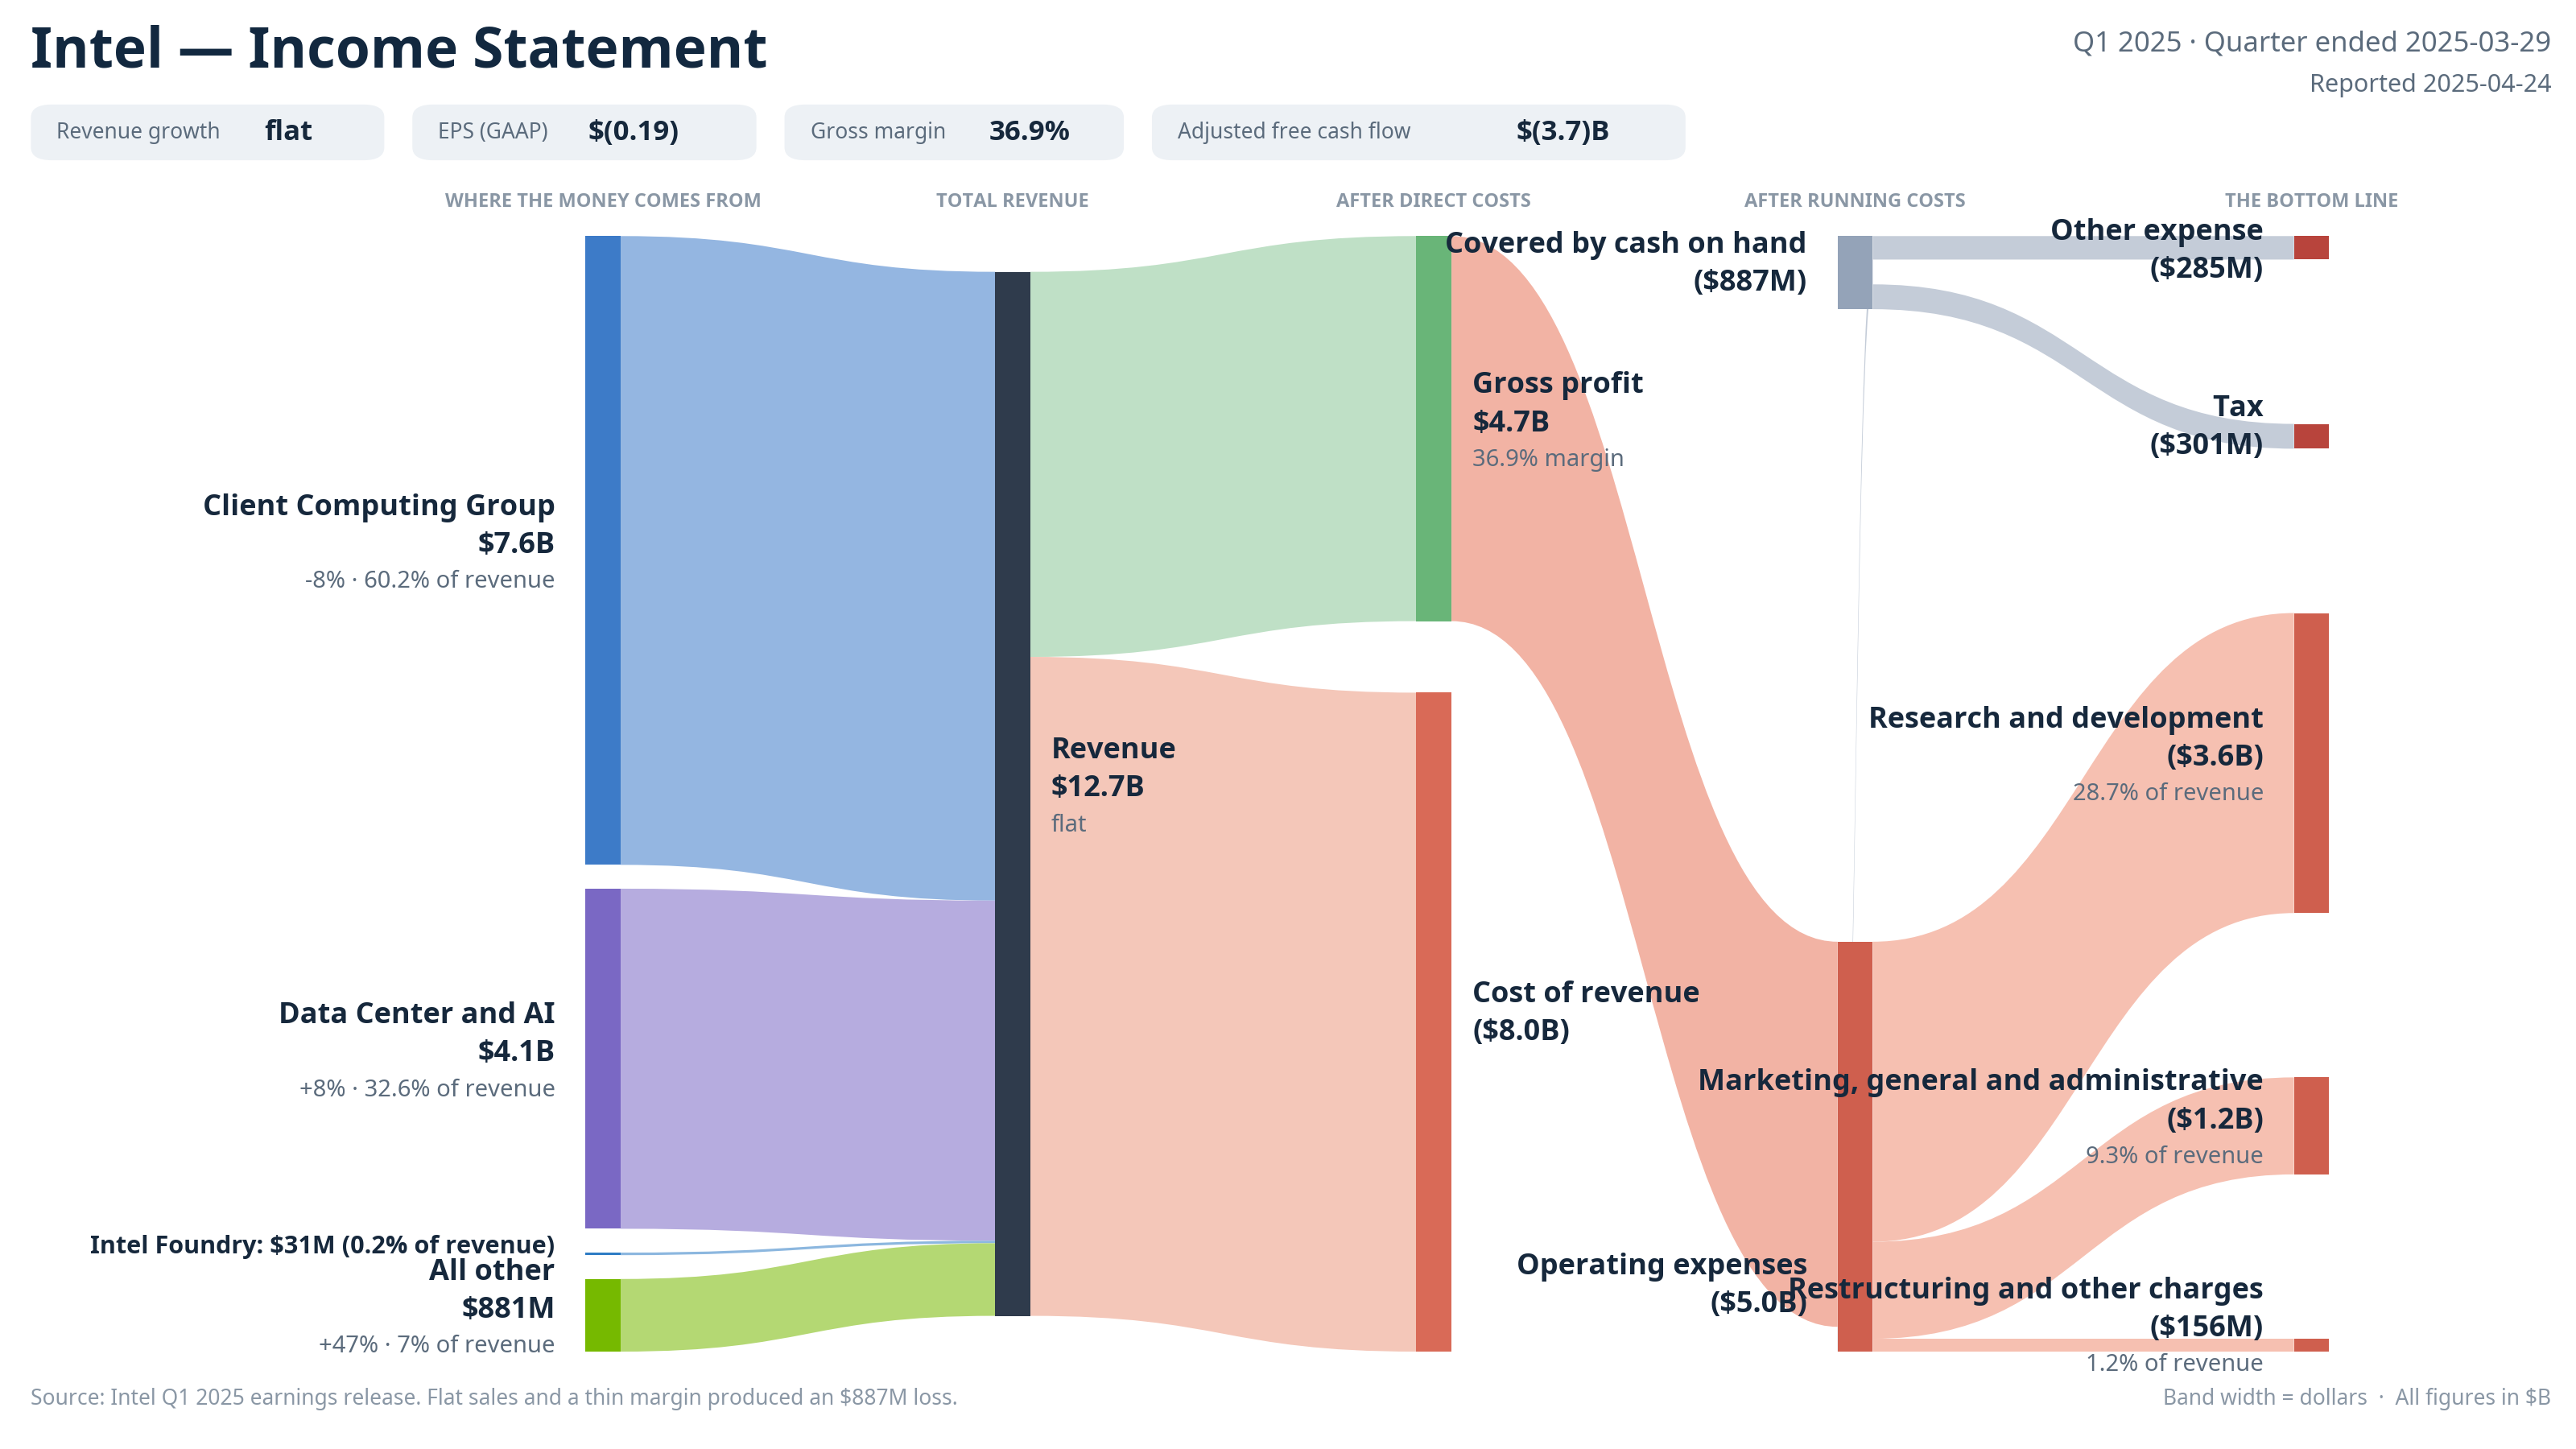 Intel — Income Statement
Q1 2025 · Quarter ended 2025-03-29
Reported 2025-04-24
Revenue growth flat
EPS (GAAP) $(0.19)
Gross margin 36.9%
Adjusted free cash flow $(3.7)B
WHERE THE MONEY COMES FROM
TOTAL REVENUE
AFTER DIRECT COSTS
AFTER RUNNING COSTS
THE BOTTOM LINE
Client Computing Group
$7.6B
-8% · 60.2% of revenue
Data Center and AI
$4.1B
+8% · 32.6% of revenue
Intel Foundry: $31M (0.2% of revenue)
All other
$881M
+47% · 7% of revenue
Revenue
$12.7B
flat
Gross profit
$4.7B
36.9% margin
Cost of revenue
($8.0B)
Covered by cash on hand
($887M)
Operating expenses
($5.0B)
Other expense
($285M)
Tax
($301M)
Research and development
($3.6B)
28.7% of revenue
Marketing, general and administrative
($1.2B)
9.3% of revenue
Restructuring and other charges
($156M)
1.2% of revenue
Source: Intel Q1 2025 earnings release. Flat sales and a thin margin produced an $887M loss.
Band width = dollars · All figures in $B